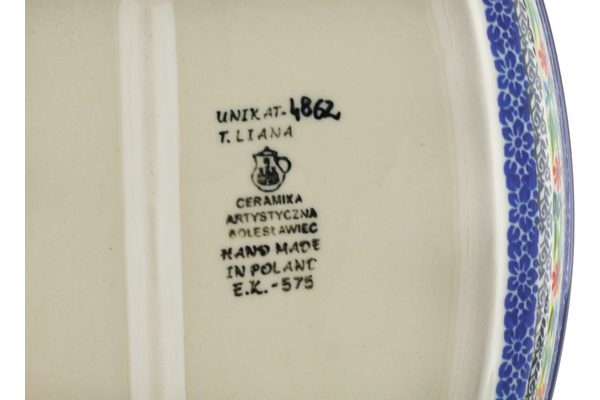 UNIKAT-4862
T. LIANA
CERAMIKA
ARTYSTYCZNA
BOLESŁAWIEC
HAND MADE
IN POLAND
E.K.-575